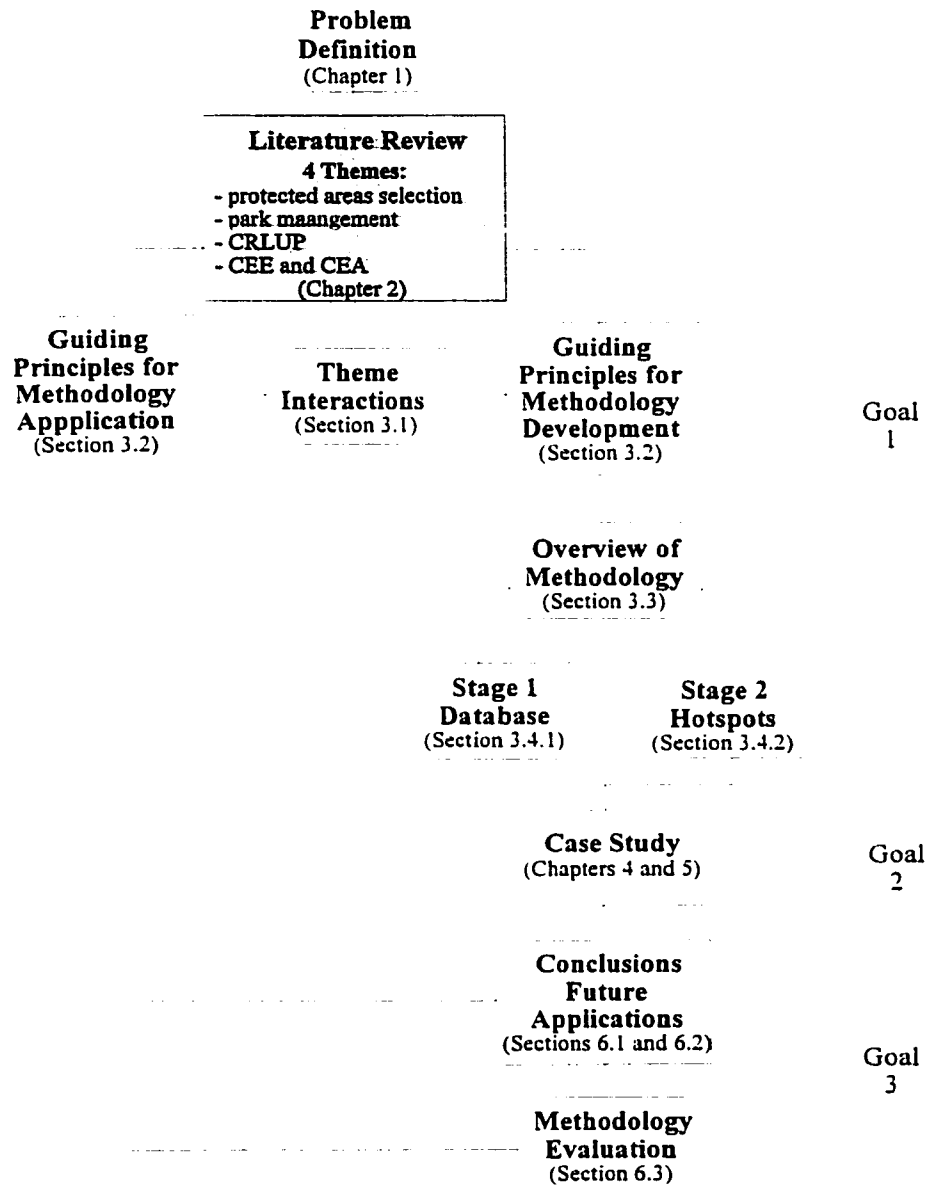 Problem
Definition
(Chapter 1)
Literature Review
4 Themes:
- protected areas selection
- park maangement
- CRLUP
- CEE and CEA
(Chapter 2)
Guiding
Principles for
Methodology
Appplication
(Section 3.2)
Theme
Interactions
(Section 3.1)
Guiding
Principles for
Methodology
Development
(Section 3.2)
Goal
1
Overview of
Methodology
(Section 3.3)
Stage 1
Database
(Section 3.4.1)
Stage 2
Hotspots
(Section 3.4.2)
Case Study
(Chapters 4 and 5)
Goal
2
Conclusions
Future
Applications
(Sections 6.1 and 6.2)
Goal
3
Methodology
Evaluation
(Section 6.3)